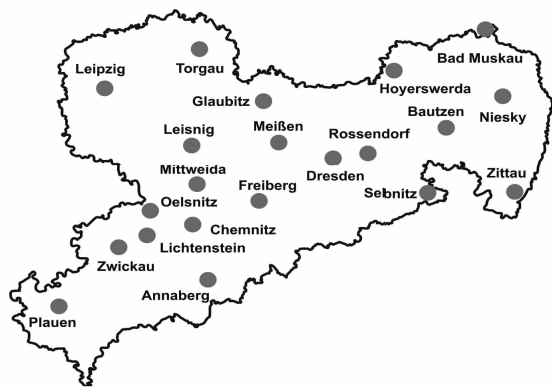 Bad Muskau
Torgau
Leipzig
Hoyerswerda
Glaubitz
Bautzen
Niesky
Meißen
Rossendorf
Leisnig
Mittweida
Dresden
Zittau
Freiberg
Sebnitz
Oelsnitz
Chemnitz
Lichtenstein
Zwickau
Annaberg
Plauen